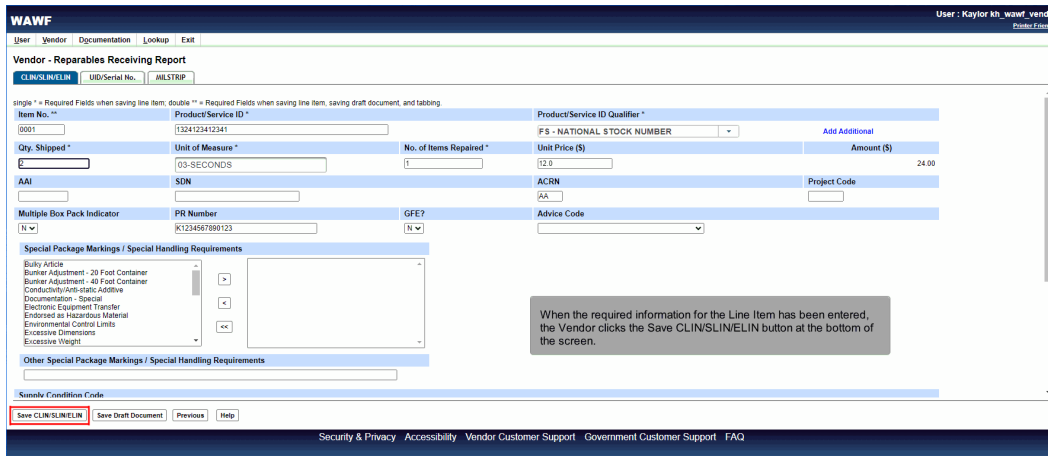 User : Kaylor kh_wawf_vend
WAWF
Printer Frien
User Vendor Documentation Lookup Exit
Vendor - Reparables Receiving Report
CLIN/SLIN/ELIN UID/Serial No. MILSTRIP
single * = Required Fields when saving line item; double ** = Required Fields when saving line item, saving draft document, and tabbing.
Item No. ** Product/Service ID * Product/Service ID Qualifier *
0001 1324123412341 FS - NATIONAL STOCK NUMBER Add Additional
Qty. Shipped * Unit of Measure * No. of Items Repaired * Unit Price ($) Amount ($)
2 03-SECONDS 1 12.0 24.00
AAI SDN ACRN Project Code
AA
Multiple Box Pack Indicator PR Number GFE? Advice Code
N K1234567890123 N
Special Package Markings / Special Handling Requirements
Bulky Article
Bunker Adjustment - 20 Foot Container
Bunker Adjustment - 40 Foot Container
Conductivity/Anti-static Additive
Documentation - Special
Electronic Equipment Transfer
Endorsed as Hazardous Material
Environmental Control Limits
Excessive Dimensions
Excessive Weight
>
<
<<
When the required information for the Line Item has been entered,
the Vendor clicks the Save CLIN/SLIN/ELIN button at the bottom of
the screen.
Other Special Package Markings / Special Handling Requirements
Supply Condition Code
Save CLIN/SLIN/ELIN Save Draft Document Previous Help
Security & Privacy Accessibility Vendor Customer Support Government Customer Support FAQ